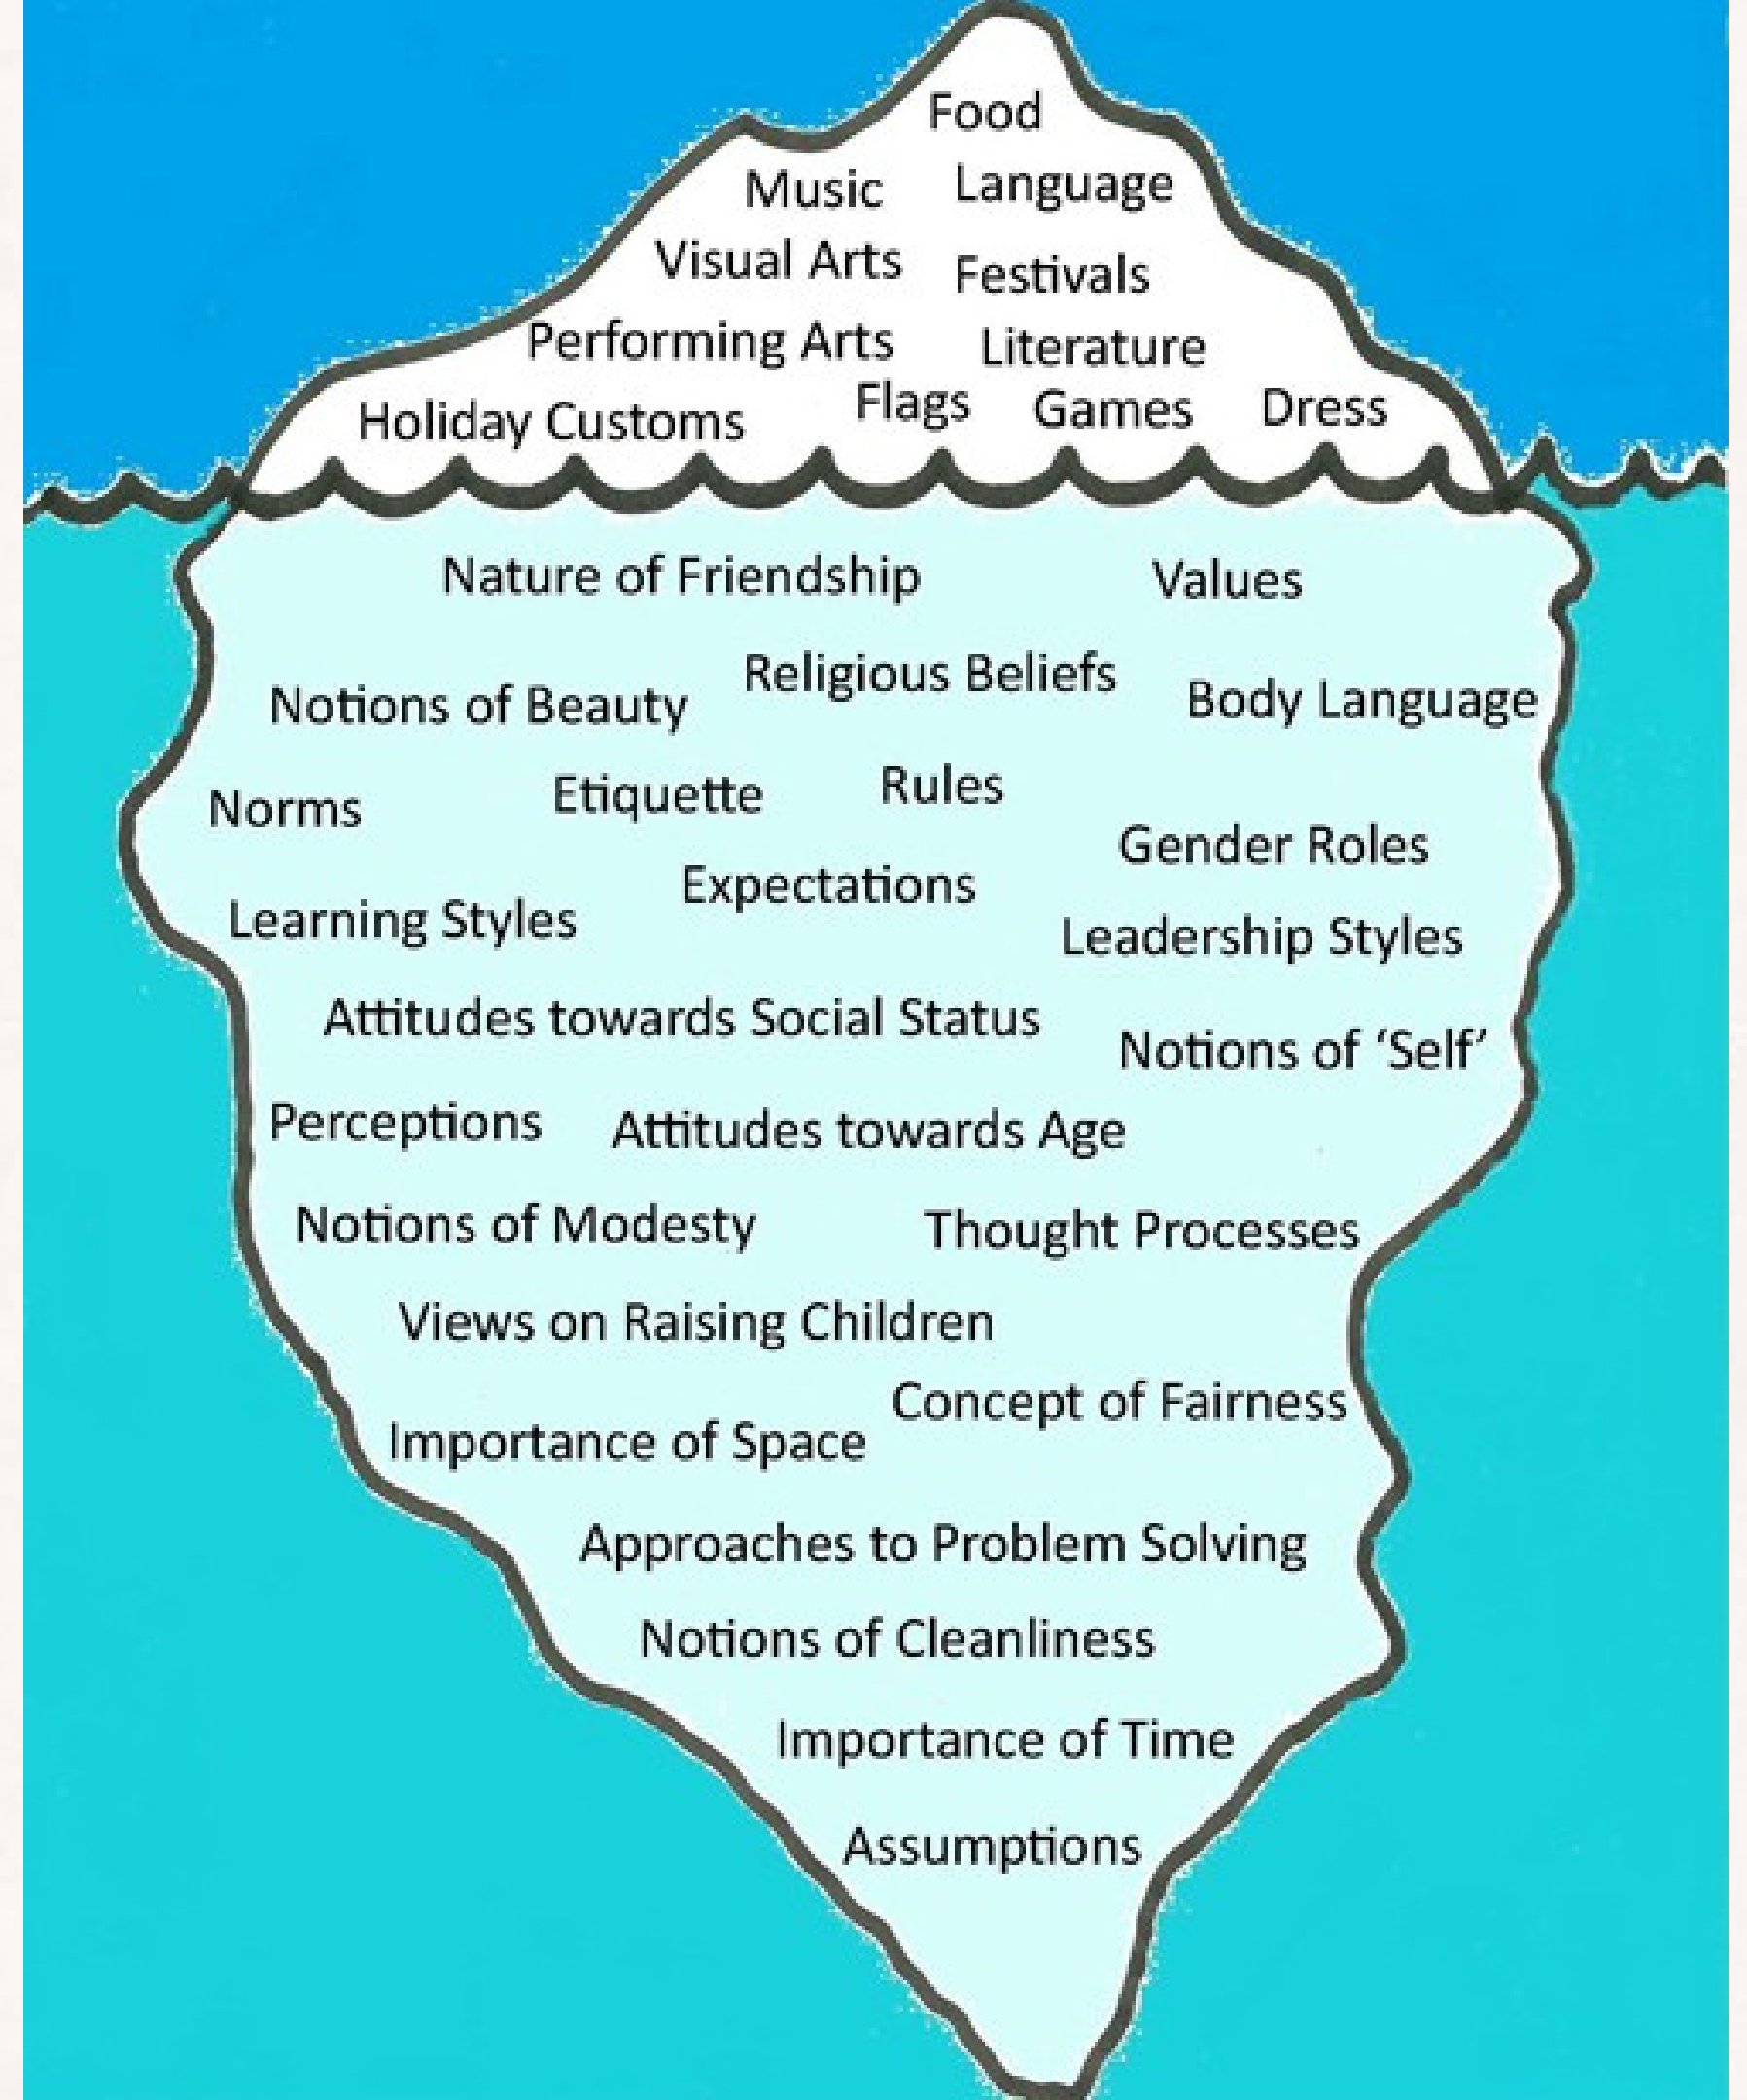 Food
Music Language
Visual Arts Festivals
Performing Arts Literature
Holiday Customs Flags Games Dress
Nature of Friendship Values
Notions of Beauty Religious Beliefs Body Language
Norms Etiquette Rules
Gender Roles
Expectations
Learning Styles Leadership Styles
Attitudes towards Social Status
Notions of ‘Self’
Perceptions Attitudes towards Age
Notions of Modesty Thought Processes
Views on Raising Children
Concept of Fairness
Importance of Space
Approaches to Problem Solving
Notions of Cleanliness
Importance of Time
Assumptions